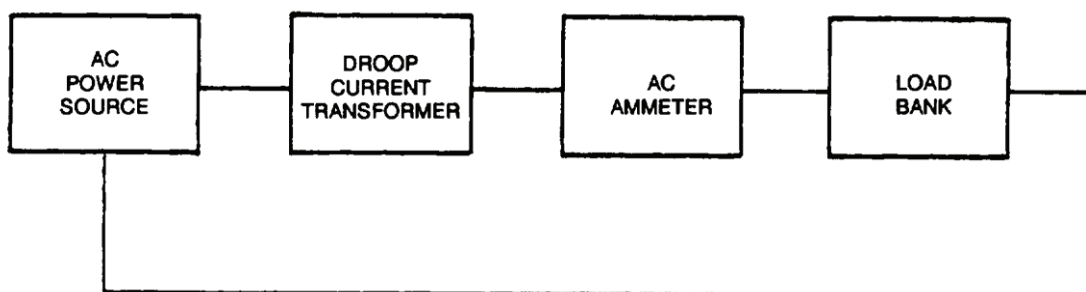 AC
POWER
SOURCE
DROOP
CURRENT
TRANSFORMER
AC
AMMETER
LOAD
BANK